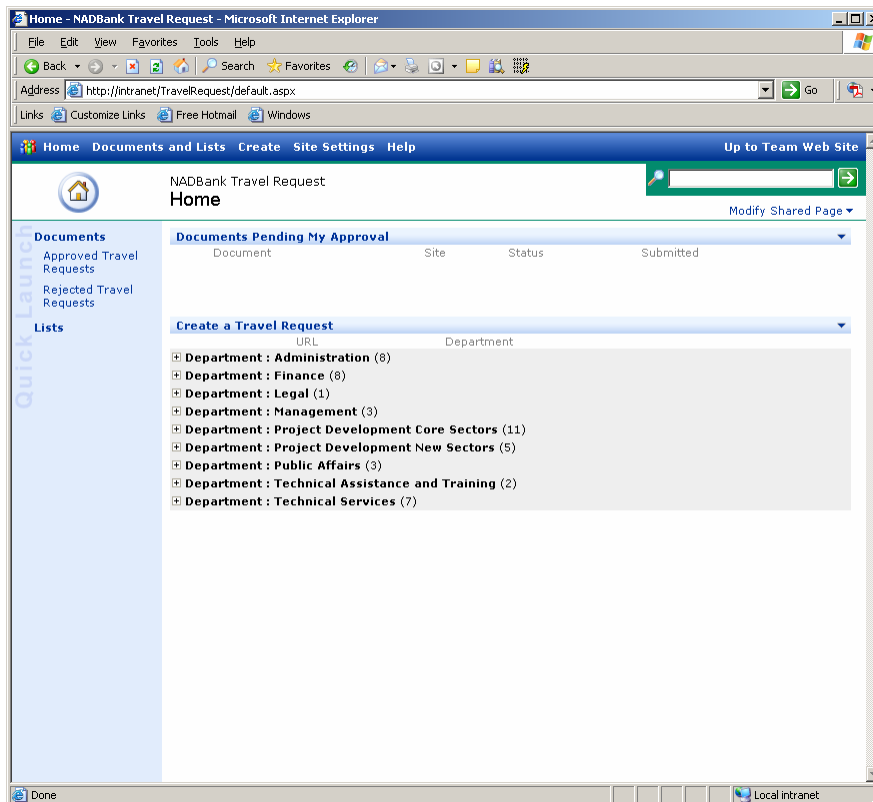 Home - NADBank Travel Request - Microsoft Internet Explorer
File Edit View Favorites Tools Help
Back Search Favorites
Address http://intranet/TravelRequest/default.aspx Go
Links Customize Links Free Hotmail Windows
Home Documents and Lists Create Site Settings Help Up to Team Web Site
NADBank Travel Request
Home
Modify Shared Page
Quick Launch
Documents
Approved Travel
Requests
Rejected Travel
Requests
Lists
Documents Pending My Approval
Document Site Status Submitted
Create a Travel Request
URL Department
Department : Administration (8)
Department : Finance (8)
Department : Legal (1)
Department : Management (3)
Department : Project Development Core Sectors (11)
Department : Project Development New Sectors (5)
Department : Public Affairs (3)
Department : Technical Assistance and Training (2)
Department : Technical Services (7)
Done Local intranet